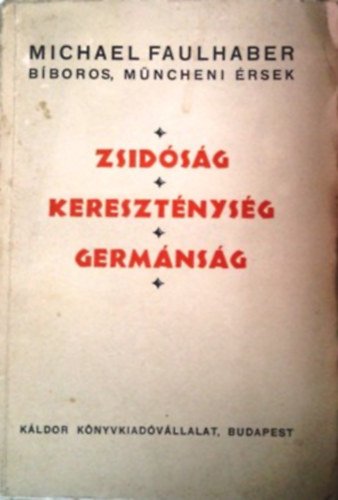 MICHAEL FAULHABER
BÍBOROS, MÜNCHENI ÉRSEK
ZSIDÓSÁG
KERESZTÉNYSÉG
GERMÁNSÁG
KÁLDOR KÖNYVKIADÓVÁLLALAT, BUDAPEST